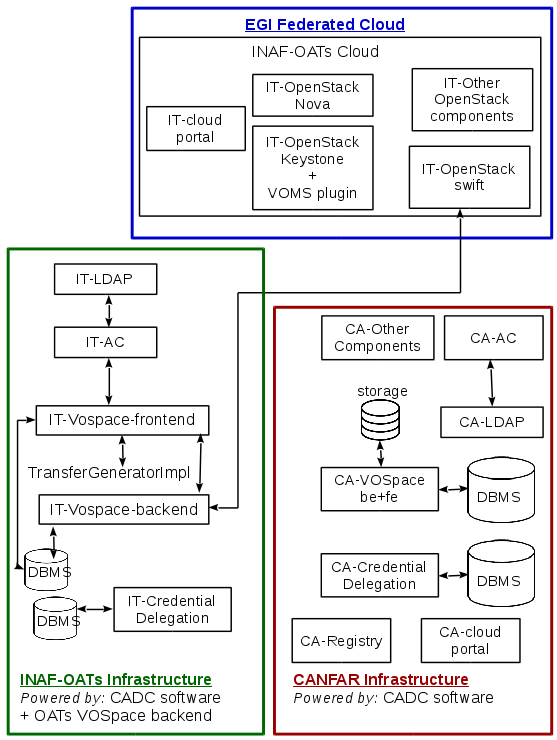 EGI Federated Cloud
INAF-OATs Cloud
IT-cloud
portal
IT-OpenStack
Nova
IT-OpenStack
Keystone
+
VOMS plugin
IT-Other
OpenStack
components
IT-OpenStack
swift
IT-LDAP
IT-AC
IT-Vospace-frontend
TransferGeneratorImpl
IT-Vospace-backend
DBMS
DBMS
IT-Credential
Delegation
INAF-OATs Infrastructure
Powered by: CADC software
+ OATs VOSpace backend
CA-Other
Components
CA-AC
storage
CA-LDAP
CA-VOSpace
be+fe
DBMS
CA-Credential
Delegation
DBMS
CA-Registry
CA-cloud
portal
CANFAR Infrastructure
Powered by: CADC software